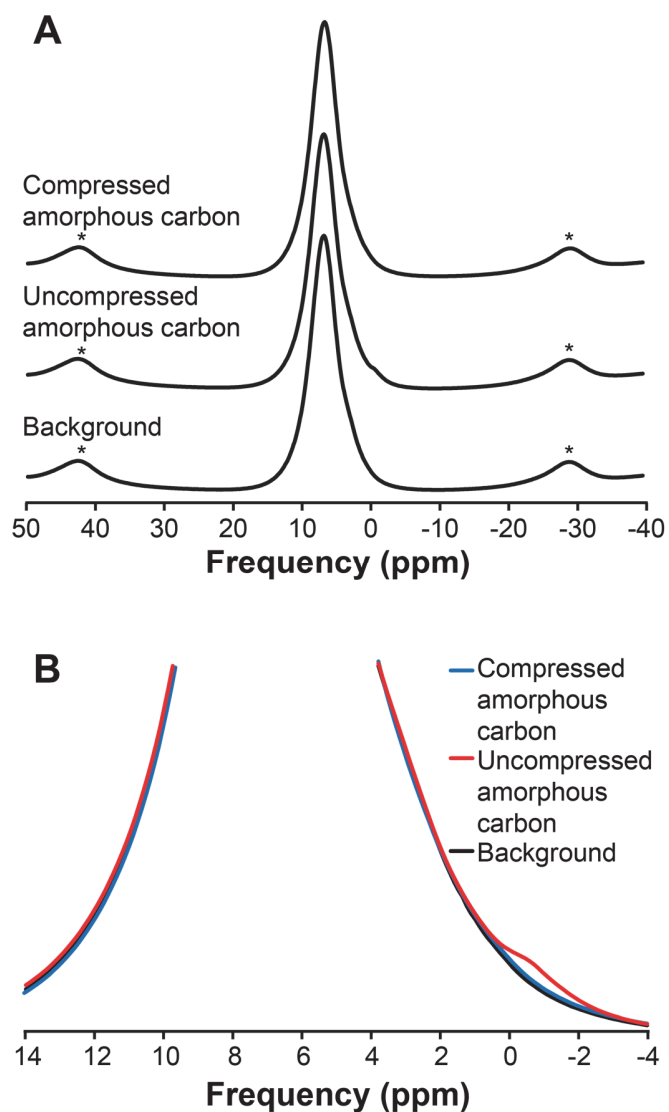 A
Compressed
amorphous carbon
* *
Uncompressed
amorphous carbon
* *
Background
* *
50 40 30 20 10 0 -10 -20 -30 -40
Frequency (ppm)
B
Compressed
amorphous
carbon
Uncompressed
amorphous
carbon
Background
14 12 10 8 6 4 2 0 -2 -4
Frequency (ppm)